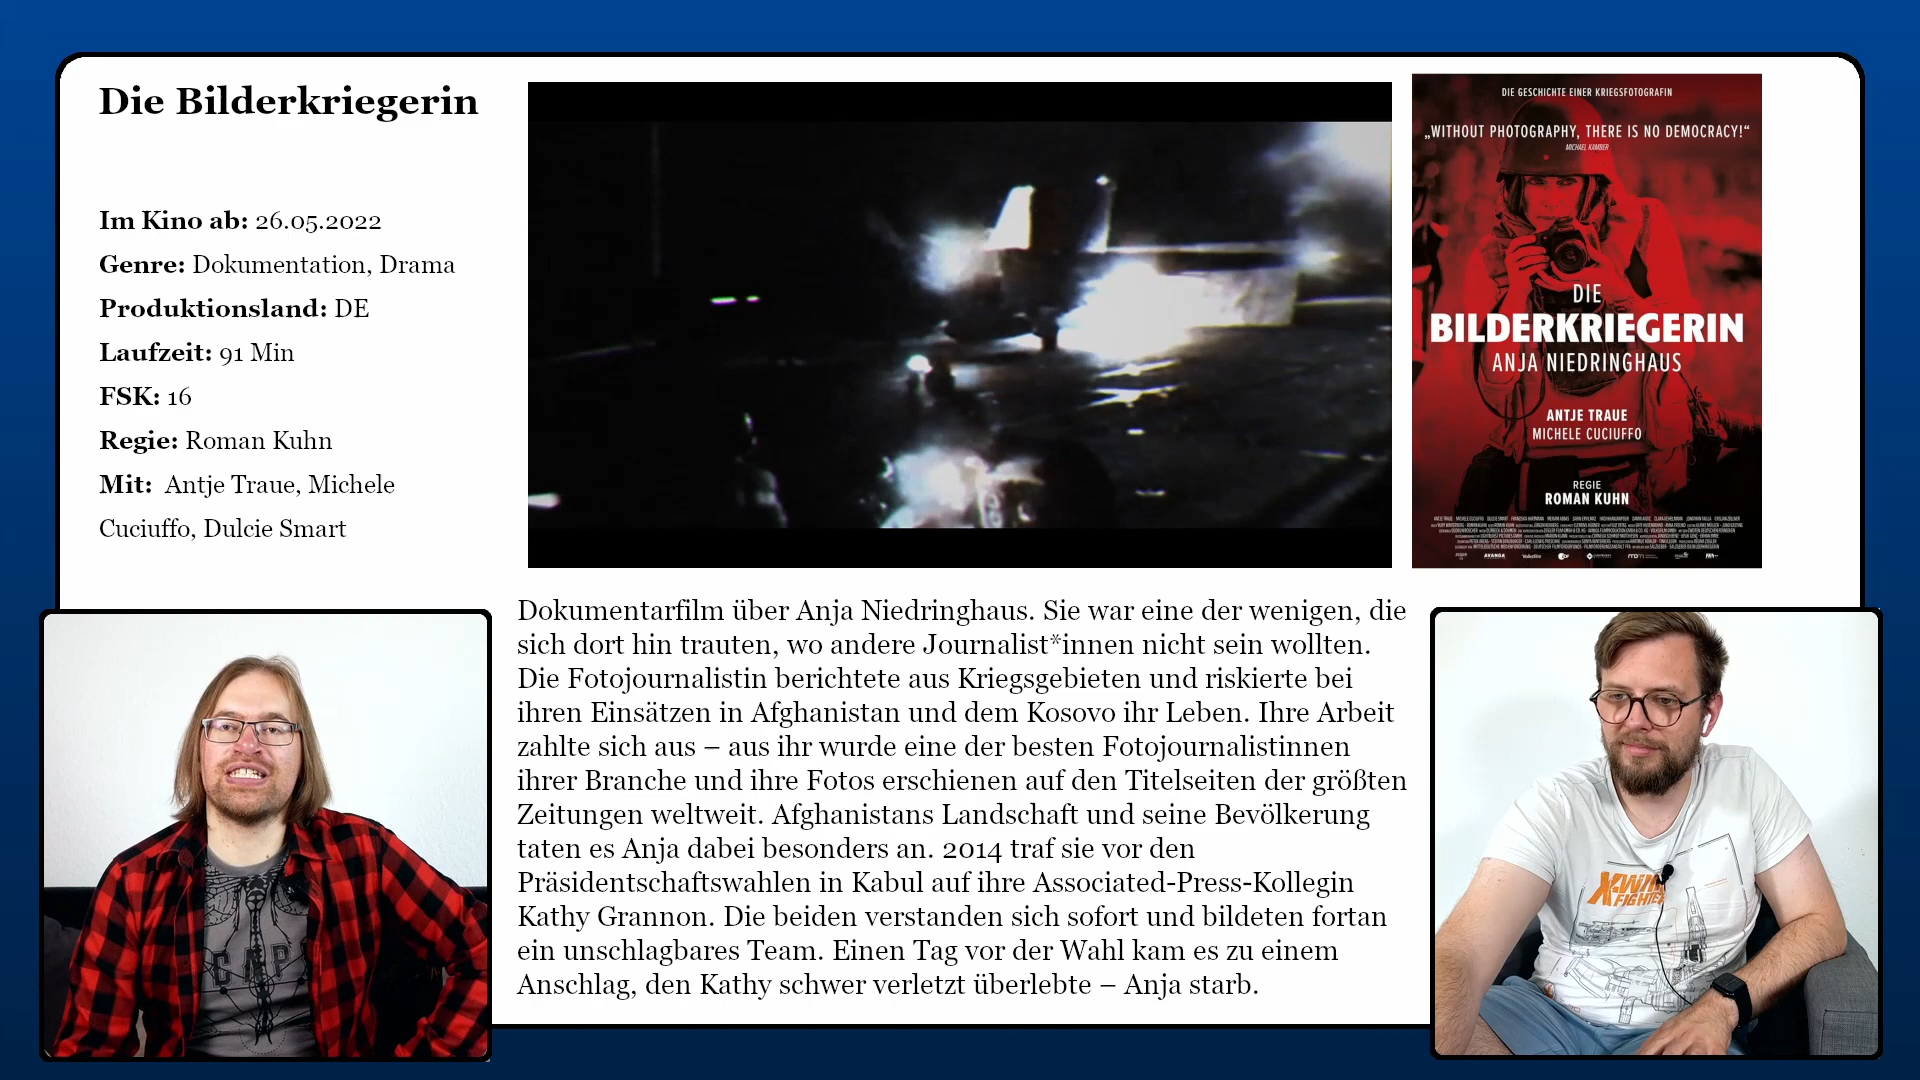 Die Bilderkriegerin
Im Kino ab: 26.05.2022
Genre: Dokumentation, Drama
Produktionsland: DE
Laufzeit: 91 Min
FSK: 16
Regie: Roman Kuhn
Mit: Antje Traue, Michele
Cuciuffo, Dulcie Smart
DIE GESCHICHTE EINER KRIEGSFOTOGRAFIN
„WITHOUT PHOTOGRAPHY, THERE IS NO DEMOCRACY!“
MICHAEL KAMBER
DIE
BILDERKRIEGERIN
ANJA NIEDRINGHAUS
ANTJE TRAUE
MICHELE CUCIUFFO
REGIE
ROMAN KUHN
Dokumentarfilm über Anja Niedringhaus. Sie war eine der wenigen, die
sich dort hin trauten, wo andere Journalist*innen nicht sein wollten.
Die Fotojournalistin berichtete aus Kriegsgebieten und riskierte bei
ihren Einsätzen in Afghanistan und dem Kosovo ihr Leben. Ihre Arbeit
zahlte sich aus – aus ihr wurde eine der besten Fotojournalistinnen
ihrer Branche und ihre Fotos erschienen auf den Titelseiten der größten
Zeitungen weltweit. Afghanistans Landschaft und seine Bevölkerung
taten es Anja dabei besonders an. 2014 traf sie vor den
Präsidentschaftswahlen in Kabul auf ihre Associated-Press-Kollegin
Kathy Grannon. Die beiden verstanden sich sofort und bildeten fortan
ein unschlagbares Team. Einen Tag vor der Wahl kam es zu einem
Anschlag, den Kathy schwer verletzt überlebte – Anja starb.
FIGHTER